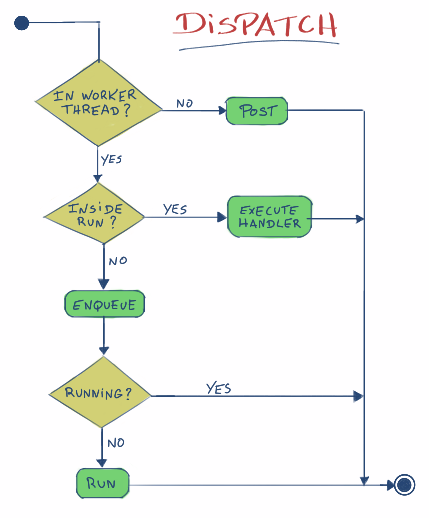 DISPATCH
IN WORKER
THREAD?
NO
POST
YES
INSIDE
RUN?
YES
EXECUTE
HANDLER
NO
ENQUEUE
RUNNING?
YES
NO
RUN